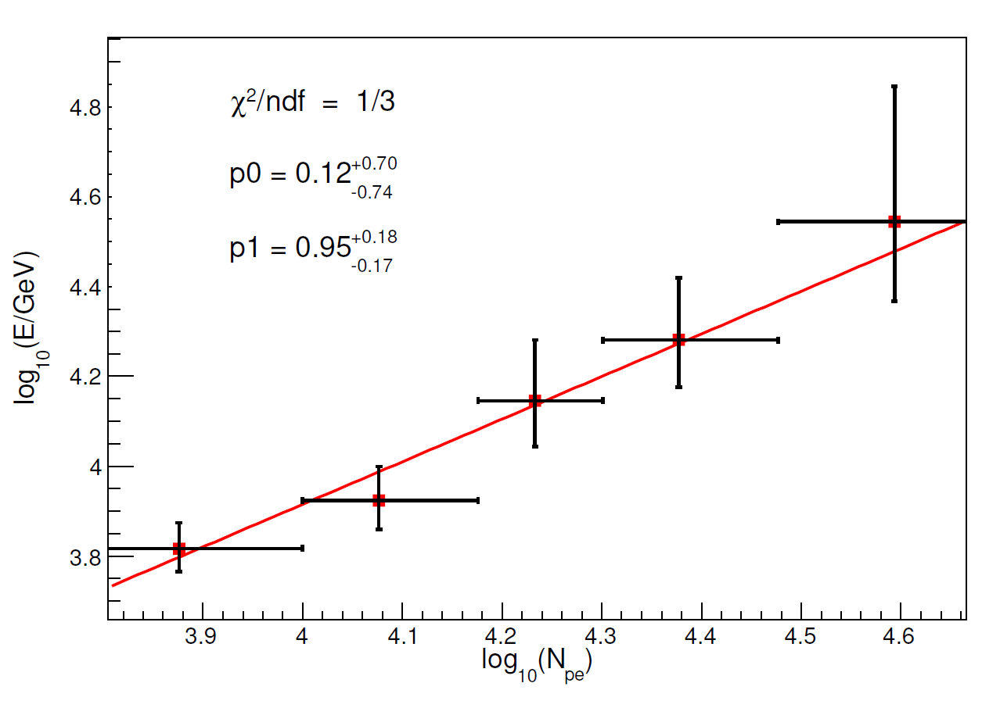 χ²/ndf = 1/3
p0 = 0.12 +0.70 -0.74
p1 = 0.95 +0.18 -0.17
log₁₀(E/GeV)
4.8
4.6
4.4
4.2
4
3.8
3.9 4 4.1 4.2 4.3 4.4 4.5 4.6
log₁₀(Npe)